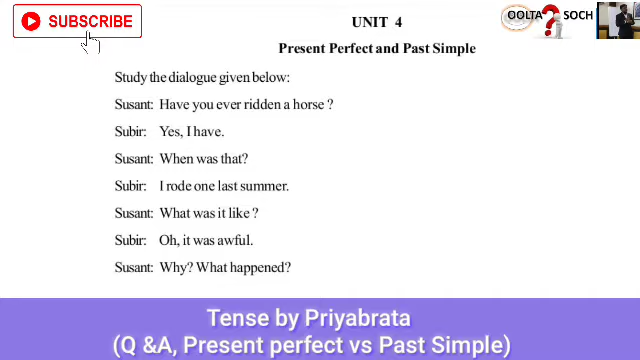 SUBSCRIBE
OOLTA ? SOCH
UNIT 4
Present Perfect and Past Simple
Study the dialogue given below:
Susant: Have you ever ridden a horse ?
Subir: Yes, I have.
Susant: When was that?
Subir: I rode one last summer.
Susant: What was it like ?
Subir: Oh, it was awful.
Susant: Why? What happened?
Tense by Priyabrata
(Q &A, Present perfect vs Past Simple)